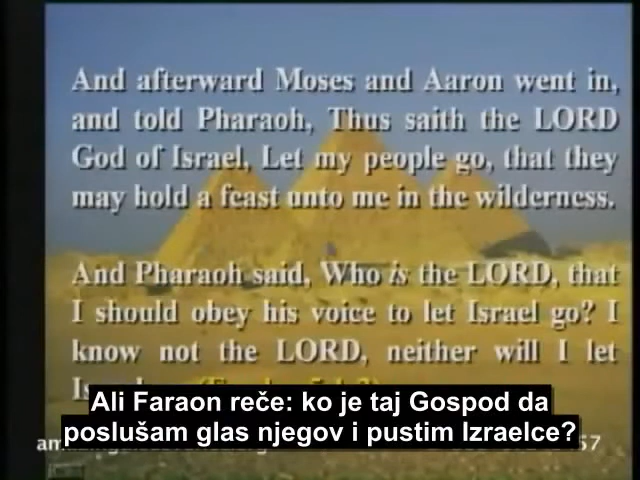 And afterward Moses and Aaron went in,
and told Pharaoh, Thus saith the LORD
God of Israel, Let my people go, that they
may hold a feast unto me in the wilderness.
And Pharaoh said, Who is the LORD, that
I should obey his voice to let Israel go? I
know not the LORD, neither will I let
Ali Faraon reče: ko je taj Gospod da
poslušam glas njegov i pustim Izraelce?